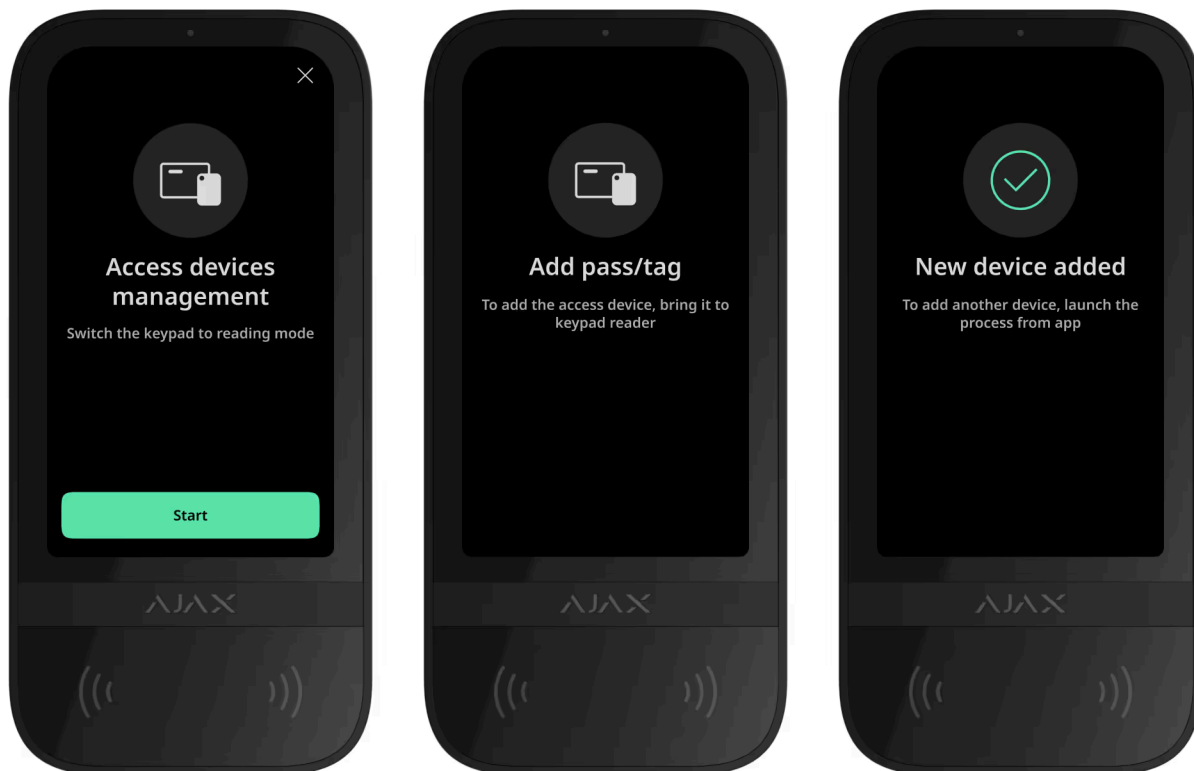 Access devices
management
Switch the keypad to reading mode
Start
AJAX
Add pass/tag
To add the access device, bring it to
keypad reader
AJAX
New device added
To add another device, launch the
process from app
AJAX